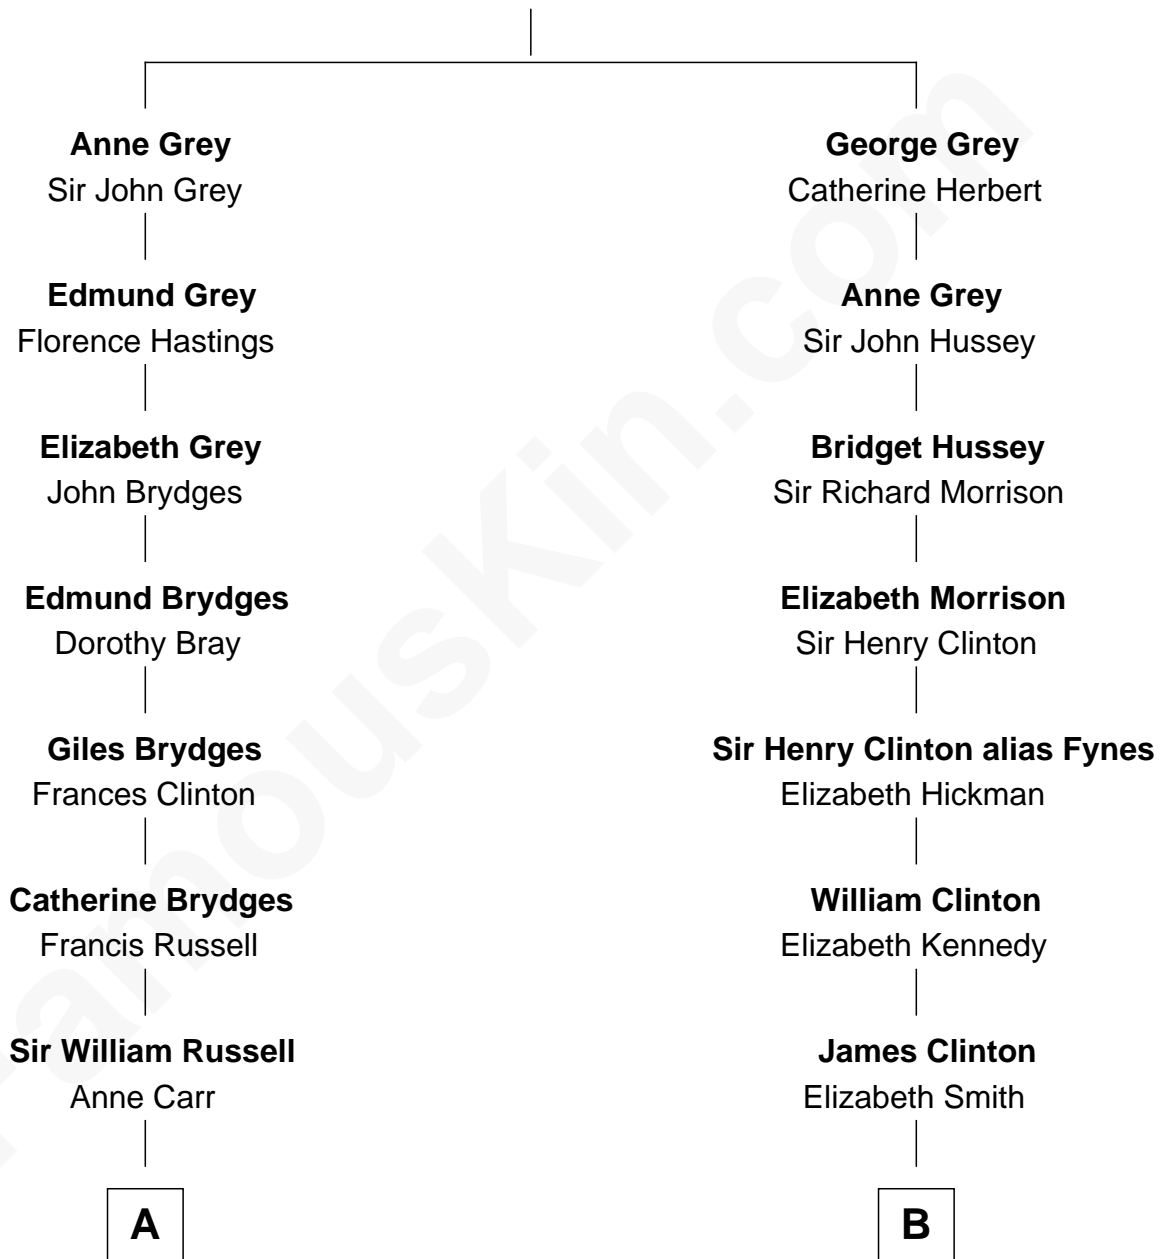 Anne Grey
Sir John Grey
Edmund Grey
Florence Hastings
Elizabeth Grey
John Brydges
Edmund Brydges
Dorothy Bray
Giles Brydges
Frances Clinton
Catherine Brydges
Francis Russell
Sir William Russell
Anne Carr
A
George Grey
Catherine Herbert
Anne Grey
Sir John Hussey
Bridget Hussey
Sir Richard Morrison
Elizabeth Morrison
Sir Henry Clinton
Sir Henry Clinton alias Fynes
Elizabeth Hickman
William Clinton
Elizabeth Kennedy
James Clinton
Elizabeth Smith
B
FamousKin.com